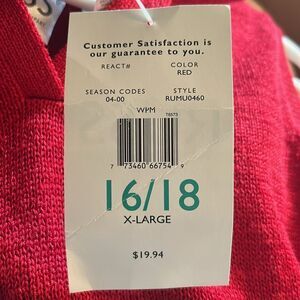 Customer Satisfaction is
our guarantee to you.
REACT# COLOR
RED
SEASON CODES STYLE
04-00 RUMU0460
WPM
78573
7 73460 66754 9
16/18
X-LARGE
$19.94